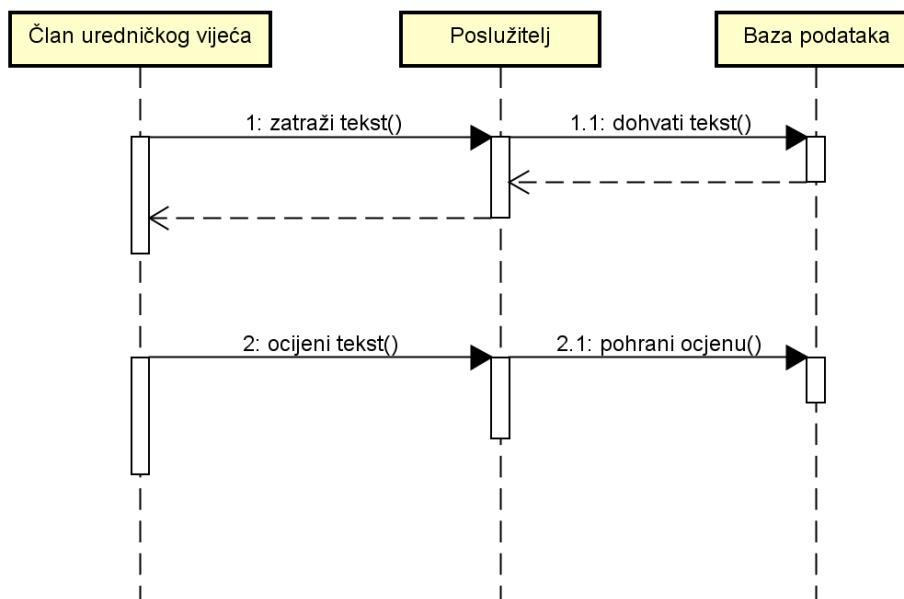 Član uredničkog vijeća
Poslužitelj
Baza podataka
1: zatraži tekst()
1.1: dohvati tekst()
2: ocijeni tekst()
2.1: pohrani ocjenu()